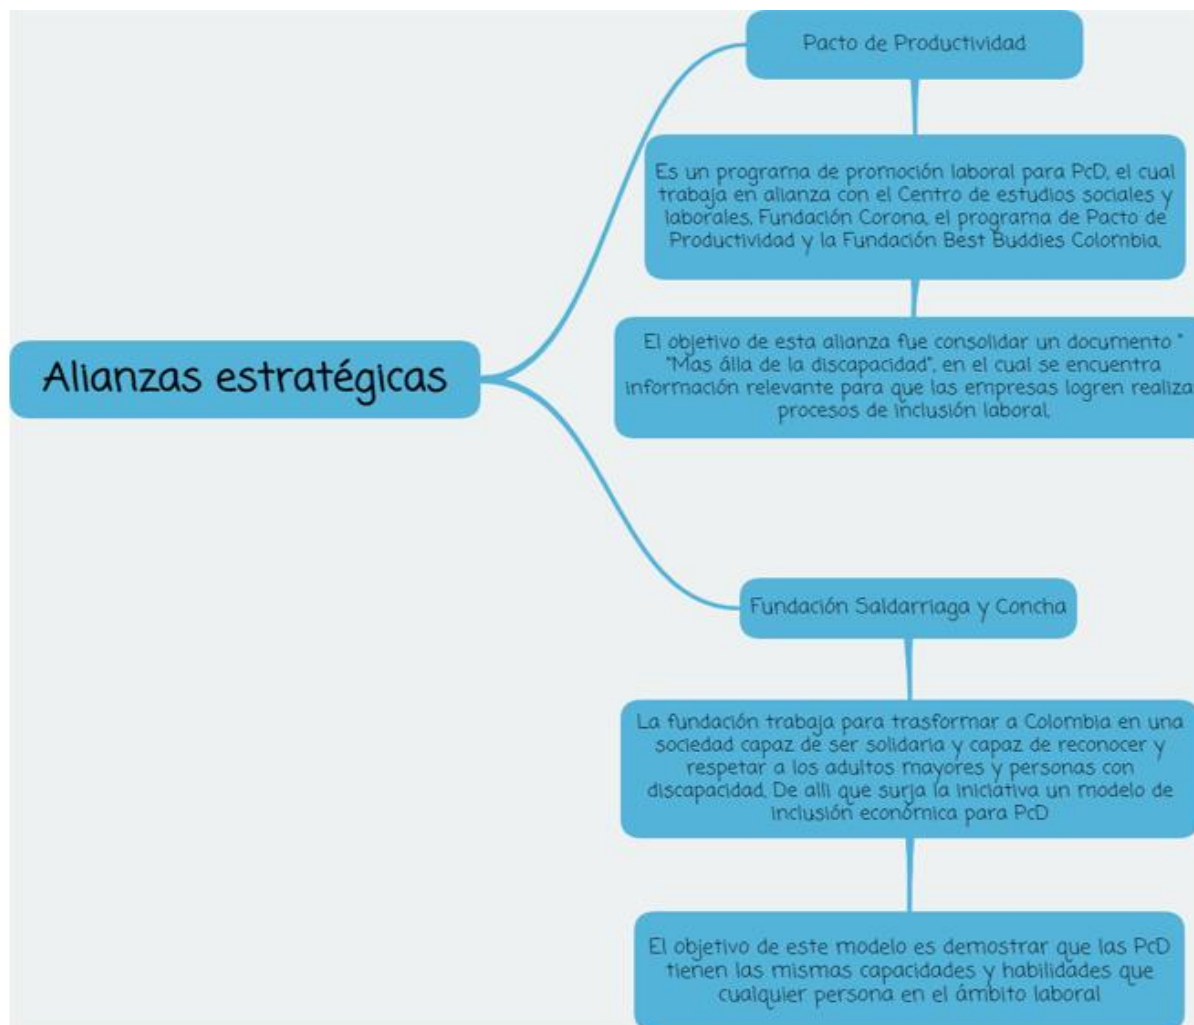 Pacto de Productividad
Es un programa de promoción laboral para PcD, el cual
trabaja en alianza con el Centro de estudios sociales y
laborales, Fundación Corona, el programa de Pacto de
Productividad y la Fundación Best Buddies Colombia.
El objetivo de esta alianza fue consolidar un documento "
"Mas álla de la discapacidad", en el cual se encuentra
información relevante para que las empresas logren realiza
procesos de inclusión laboral.
Alianzas estratégicas
Fundación Saldarriaga y Concha
La fundación trabaja para trasformar a Colombia en una
sociedad capaz de ser solidaria y capaz de reconocer y
respetar a los adultos mayores y personas con
discapacidad. De alli que surja la iniciativa un modelo de
inclusión económica para PcD
El objetivo de este modelo es demostrar que las PcD
tienen las mismas capacidades y habilidades que
cualquier persona en el ámbito laboral